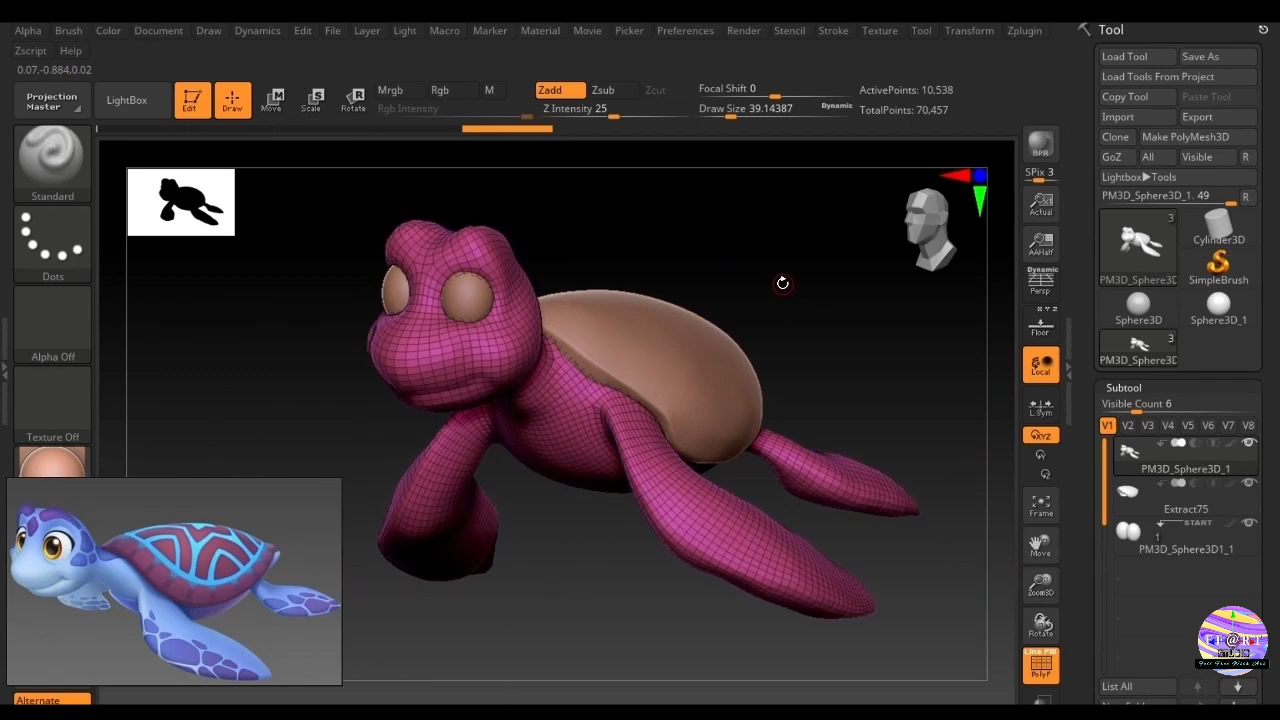 Alpha Brush Color Document Draw Dynamics Edit File Layer Light Macro Marker Material Movie Picker Preferences Render Stencil Stroke Texture Tool Transform Zplugin
Zscript Help
0.07,-0.884,0.02
Projection Master
LightBox
Edit
Draw
Move
Scale
Rotate
Mrgb Rgb M
Rgb Intensity
Zadd Zsub Zcut
Z Intensity 25
Focal Shift 0
Draw Size 39.14387 Dynamic
ActivePoints: 10,538
TotalPoints: 70,457
Standard
Dots
Alpha Off
Texture Off
Alternate
BPR
SPix 3
Actual
AAHalf
Dynamic
Persp
Floor
Local
L.Sym
XYZ
Frame
Move
Zoom3D
Rotate
Line Fill
PolyF
Tool
Load Tool Save As
Load Tools From Project
Copy Tool Paste Tool
Import Export
Clone Make PolyMesh3D
GoZ All Visible R
Lightbox▶Tools
PM3D_Sphere3D_1. 49 R
3
PM3D_Sphere3D
Cylinder3D
SimpleBrush
Sphere3D
Sphere3D_1
3
PM3D_Sphere3D
Subtool
Visible Count 6
V1 V2 V3 V4 V5 V6 V7 V8
PM3D_Sphere3D_1
Extract75
START
1
PM3D_Sphere3D1_1
List All